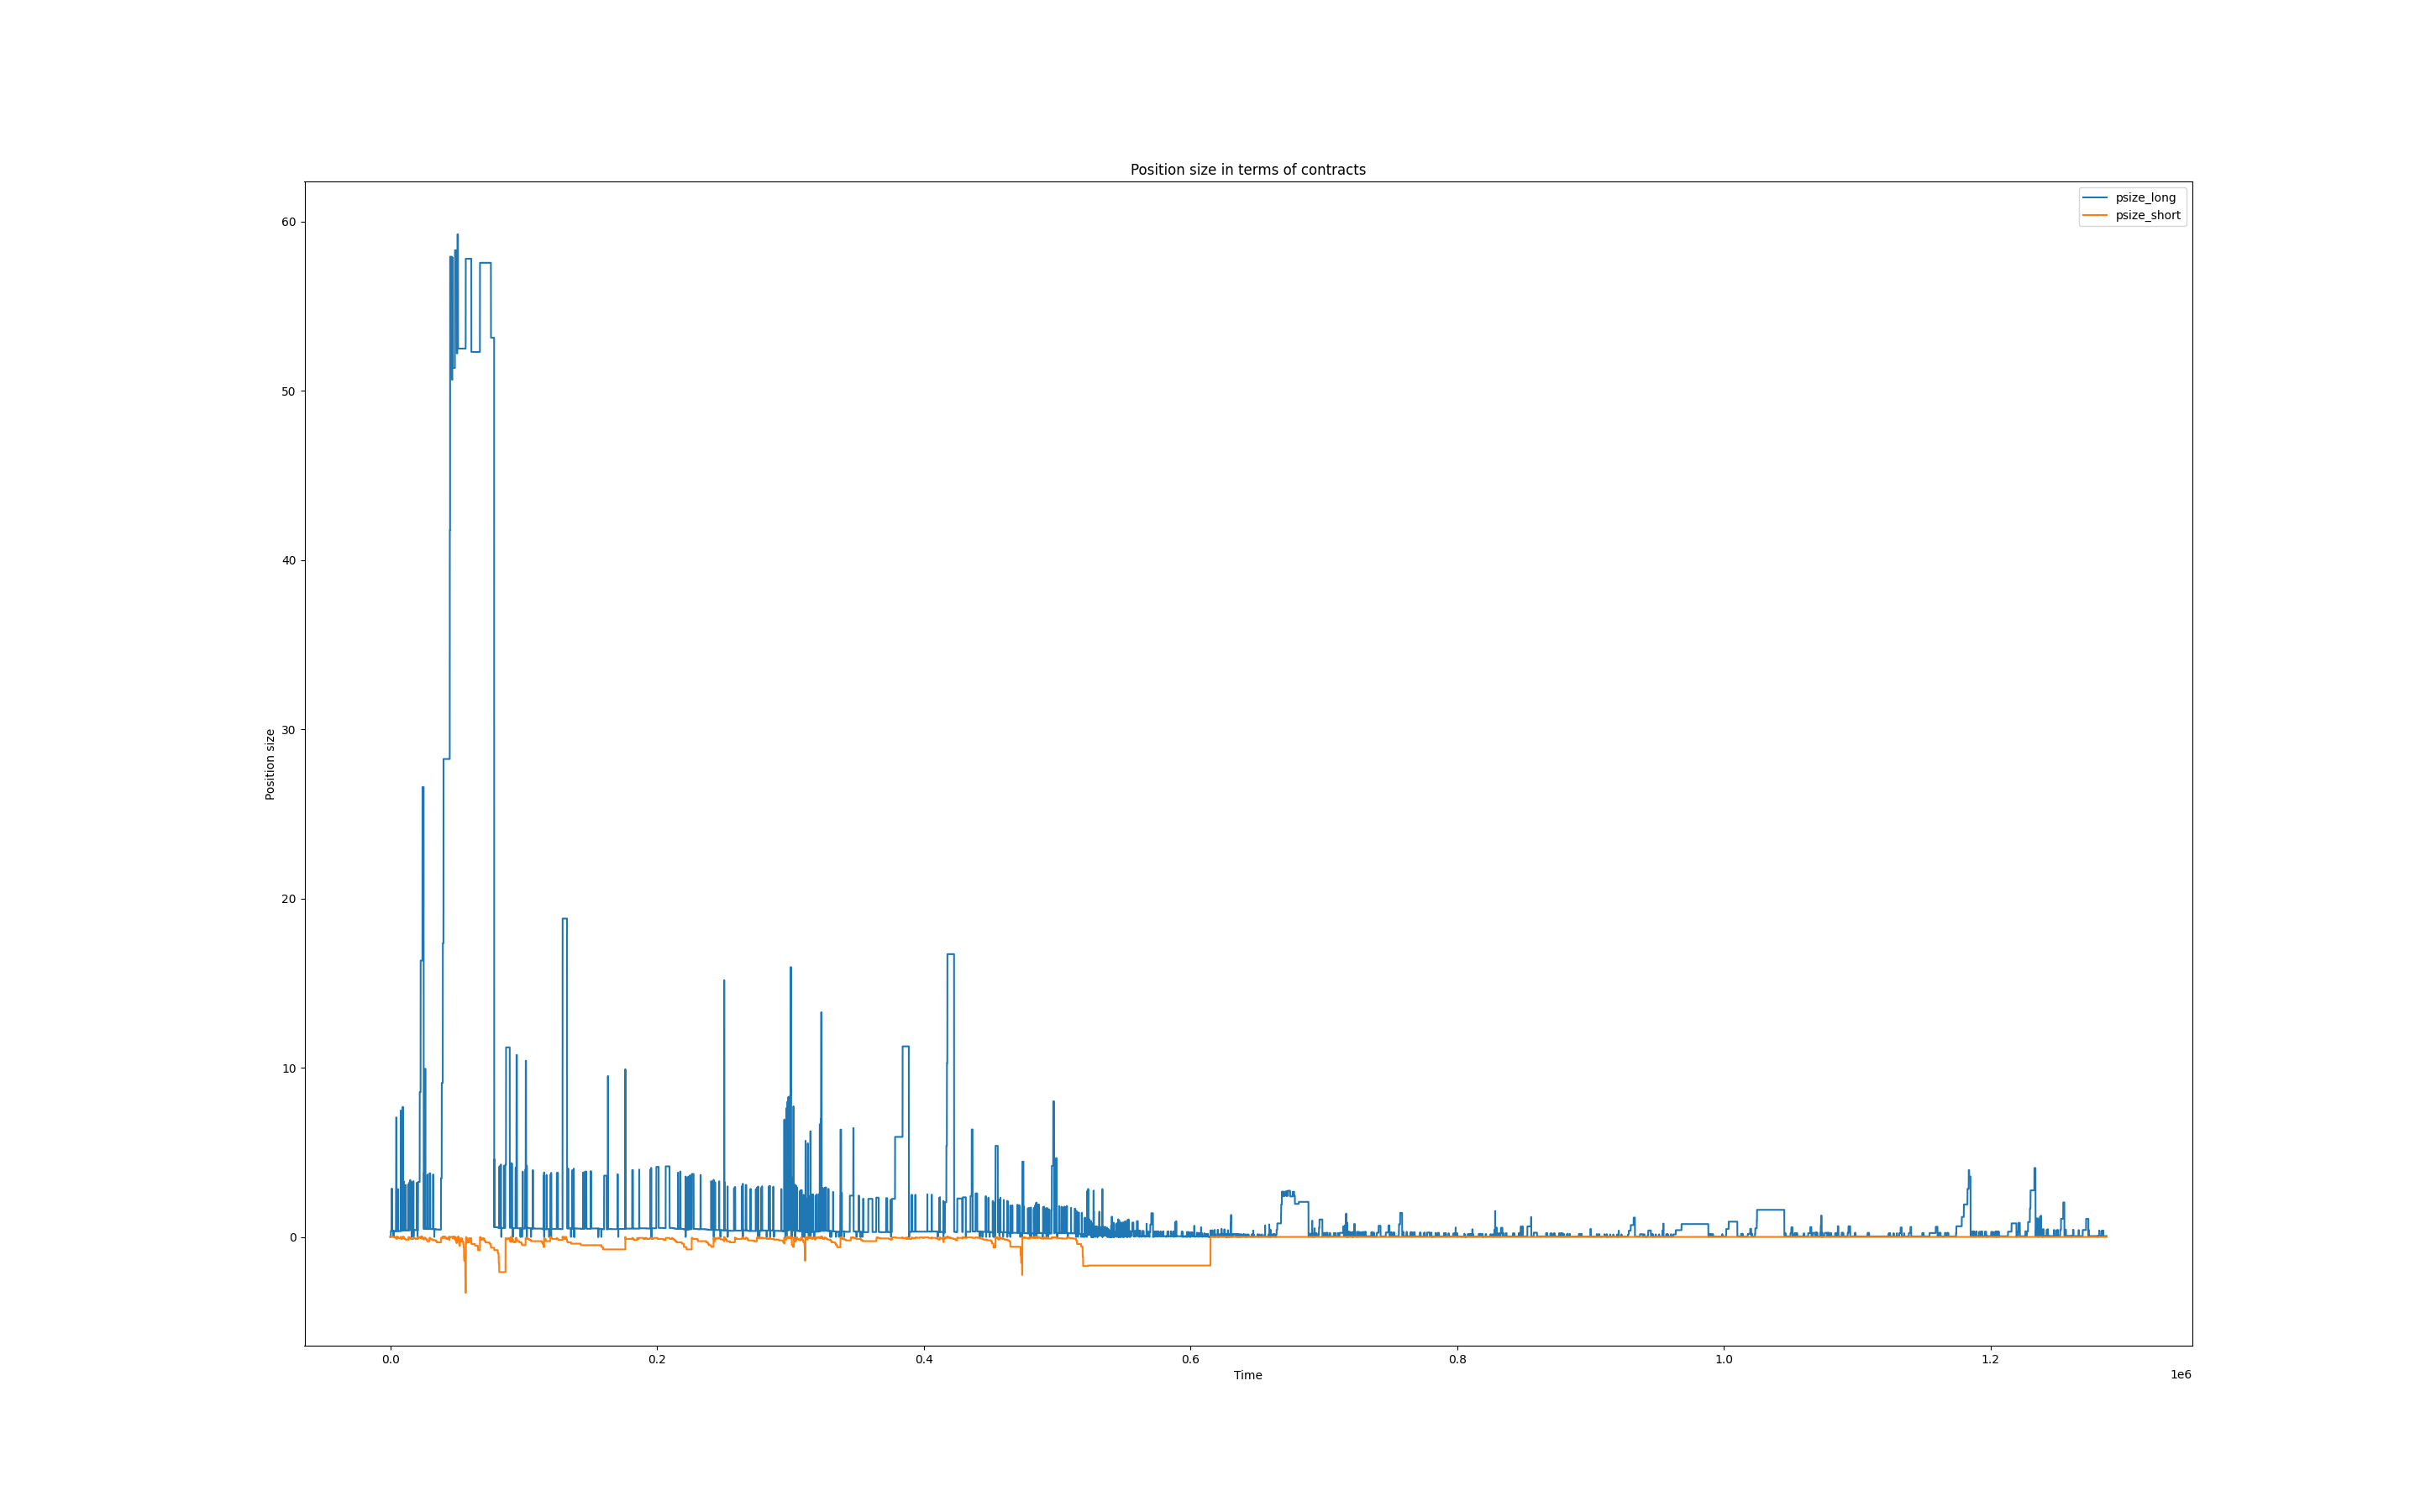 Position size in terms of contracts
psize_long
psize_short
60
50
40
30
20
10
0
Position size
0.0 0.2 0.4 0.6 0.8 1.0 1.2
1e6
Time